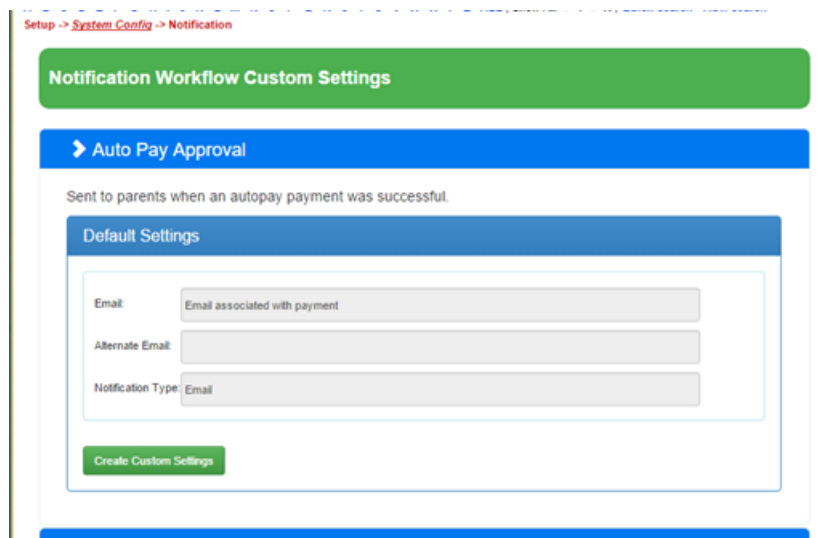 Setup -> System Config -> Notification
Notification Workflow Custom Settings
Auto Pay Approval
Sent to parents when an autopay payment was successful.
Default Settings
Email: Email associated with payment
Alternate Email:
Notification Type: Email
Create Custom Settings